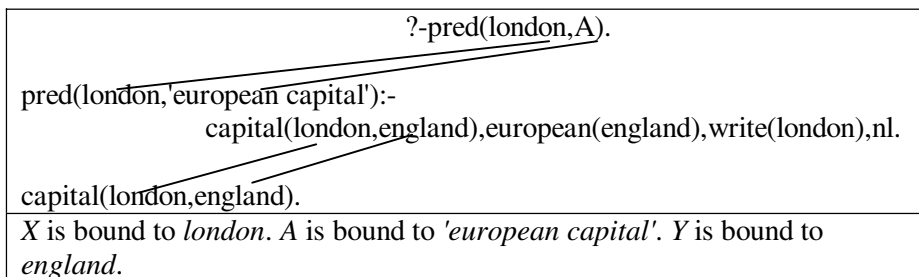 ?-pred(london,A).
pred(london,'european capital'):-
capital(london,england),european(england),write(london),nl.
capital(london,england).
X is bound to london. A is bound to 'european capital'. Y is bound to
england.